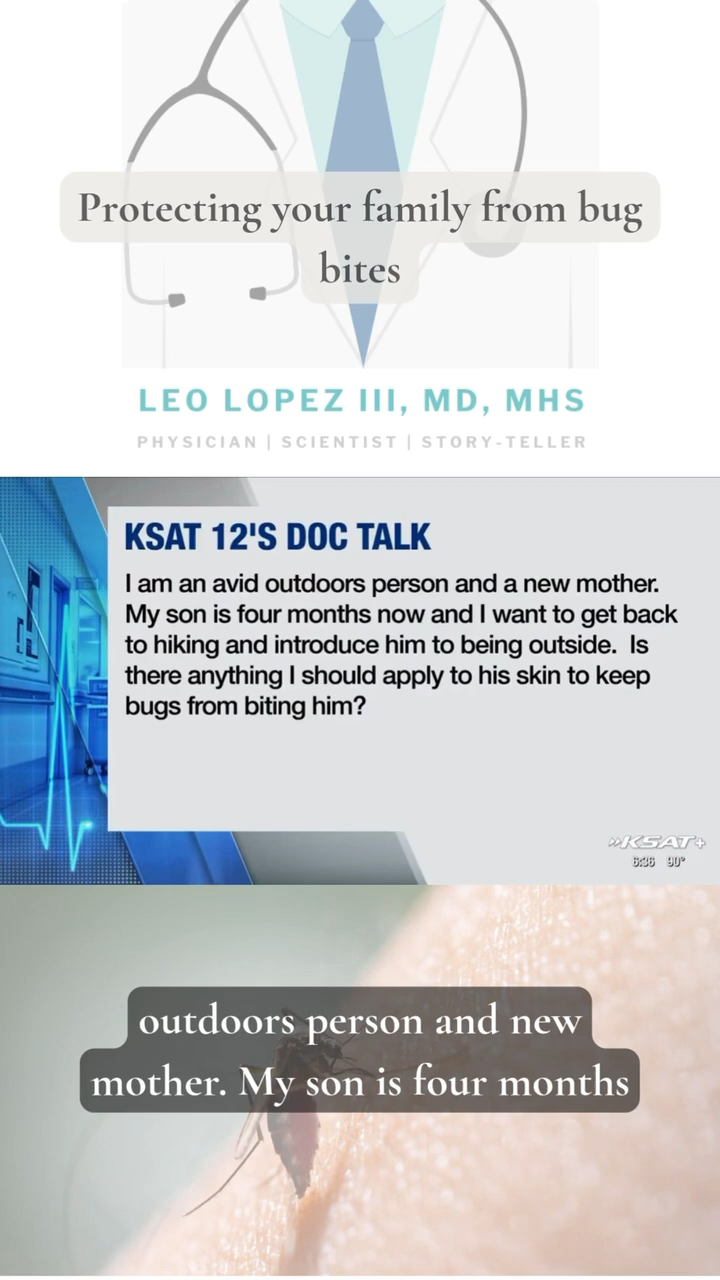 Protecting your family from bug
bites
LEO LOPEZ III, MD, MHS
PHYSICIAN | SCIENTIST | STORY-TELLER
KSAT 12'S DOC TALK
I am an avid outdoors person and a new mother.
My son is four months now and I want to get back
to hiking and introduce him to being outside. Is
there anything I should apply to his skin to keep
bugs from biting him?
KSAT+
6:36 90°
outdoors person and new
mother. My son is four months